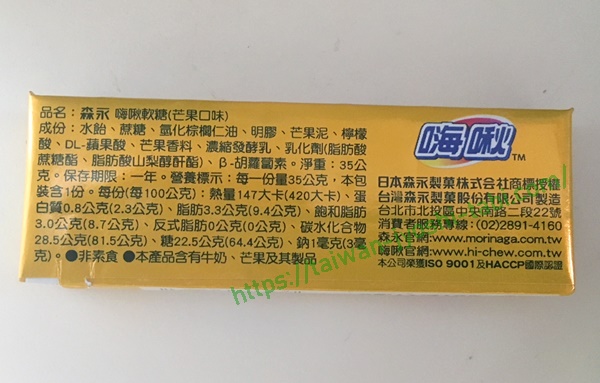 品名：森永 嗨啾軟糖(芒果口味)
成份：水飴、蔗糖、氫化棕櫚仁油、明膠、芒果泥、檸檬
酸、DL-蘋果酸、芒果香料、濃縮發酵乳、乳化劑(脂肪酸
蔗糖酯、脂肪酸山梨醇酐酯)、β-胡蘿蔔素。淨重：35公
克。保存期限：一年。營養標示：每一份量35公克，本包
裝含1份。每份(每100公克)：熱量147大卡(420大卡)、蛋
白質0.8公克(2.3公克)、脂肪3.3公克(9.4公克)、飽和脂肪
3.0公克(8.7公克)、反式脂肪0公克(0公克)、碳水化合物
28.5公克(81.5公克)、糖22.5公克(64.4公克)、鈉1毫克(3毫
克)。●非素食 ●本產品含有牛奶、芒果及其製品
嗨啾 TM
日本森永製菓株式会社商標授權
台灣森永製菓股份有限公司製造
台北市北投區中央南路二段22號
消費者服務專線：(02)2891-4160
森永官網：www.morinaga.com.tw
嗨啾官網：www.hi-chew.com.tw
本公司榮獲ISO 9001及HACCP國際認證
https://taiwan